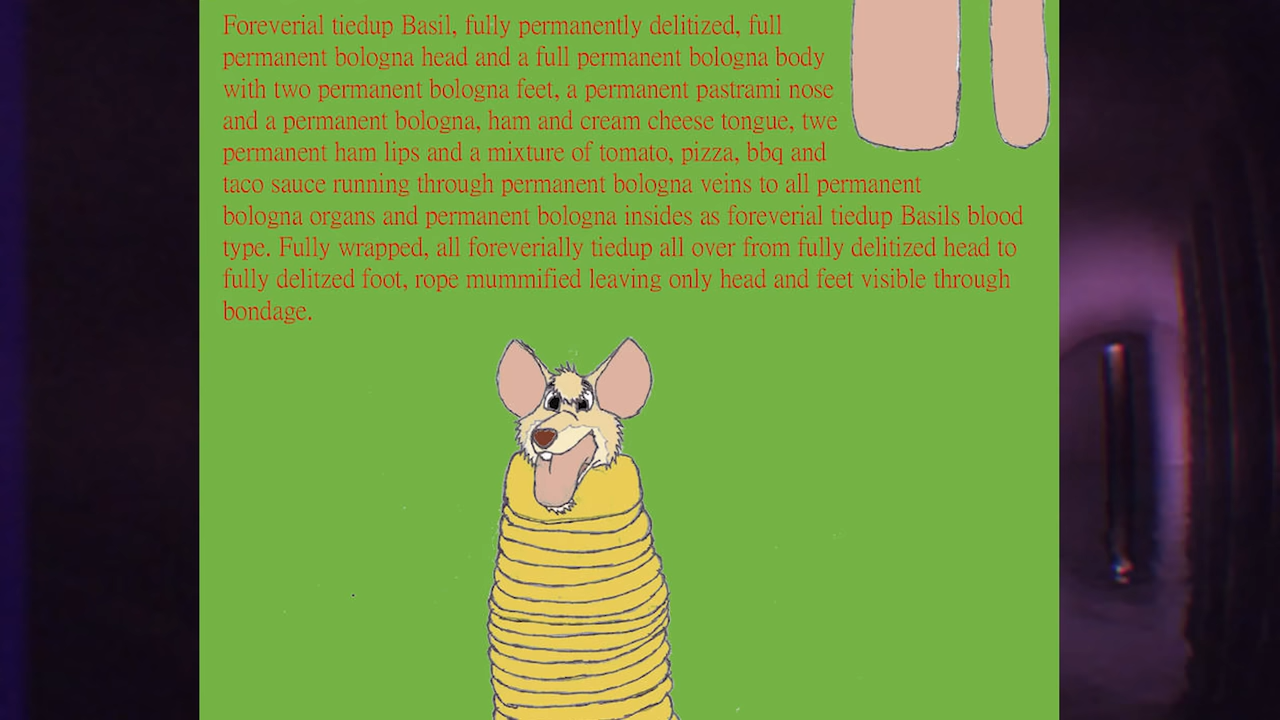 Foreverial tiedup Basil, fully permanently delitized, full
permanent bologna head and a full permanent bologna body
with two permanent bologna feet, a permanent pastrami nose
and a permanent bologna, ham and cream cheese tongue, twe
permanent ham lips and a mixture of tomato, pizza, bbq and
taco sauce running through permanent bologna veins to all permanent
bologna organs and permanent bologna insides as foreverial tiedup Basils blood
type. Fully wrapped, all foreverially tiedup all over from fully delitized head to
fully delitzed foot, rope mummified leaving only head and feet visible through
bondage.